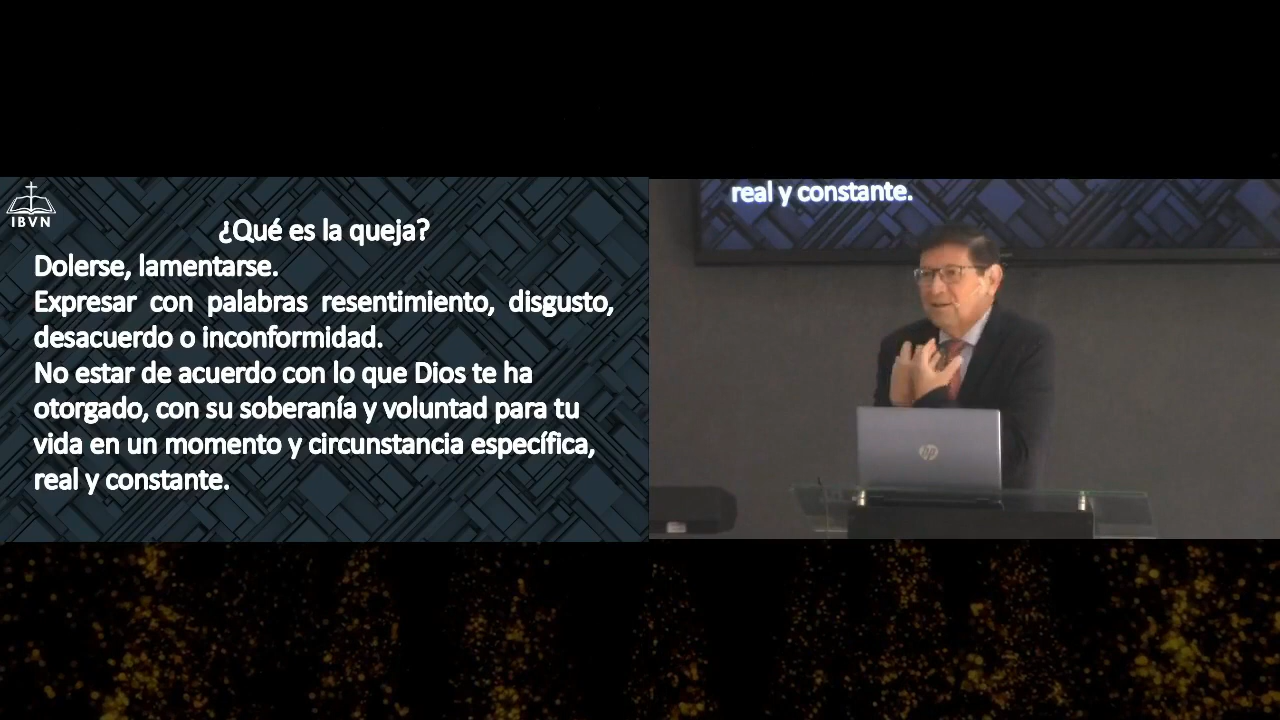 IBVN
¿Qué es la queja?
Dolerse, lamentarse.
Expresar con palabras resentimiento, disgusto,
desacuerdo o inconformidad.
No estar de acuerdo con lo que Dios te ha
otorgado, con su soberanía y voluntad para tu
vida en un momento y circunstancia específica,
real y constante.
real y constante.
hp